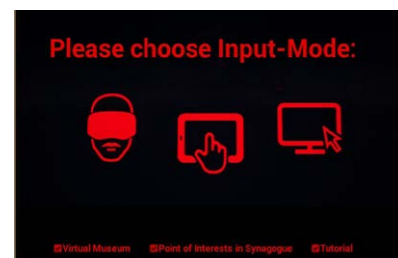 Please choose Input-Mode:
Virtual Museum Point of Interests in Synagogue Tutorial